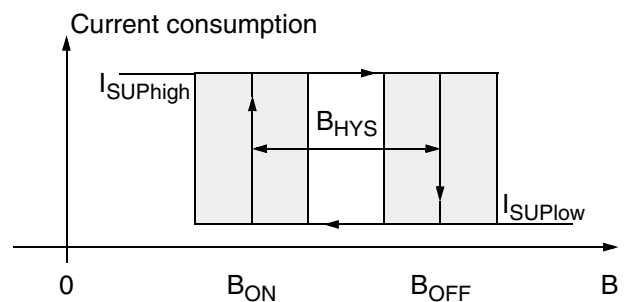 Current consumption
I_SUPhigh
B_HYS
I_SUPlow
0 B_ON B_OFF B